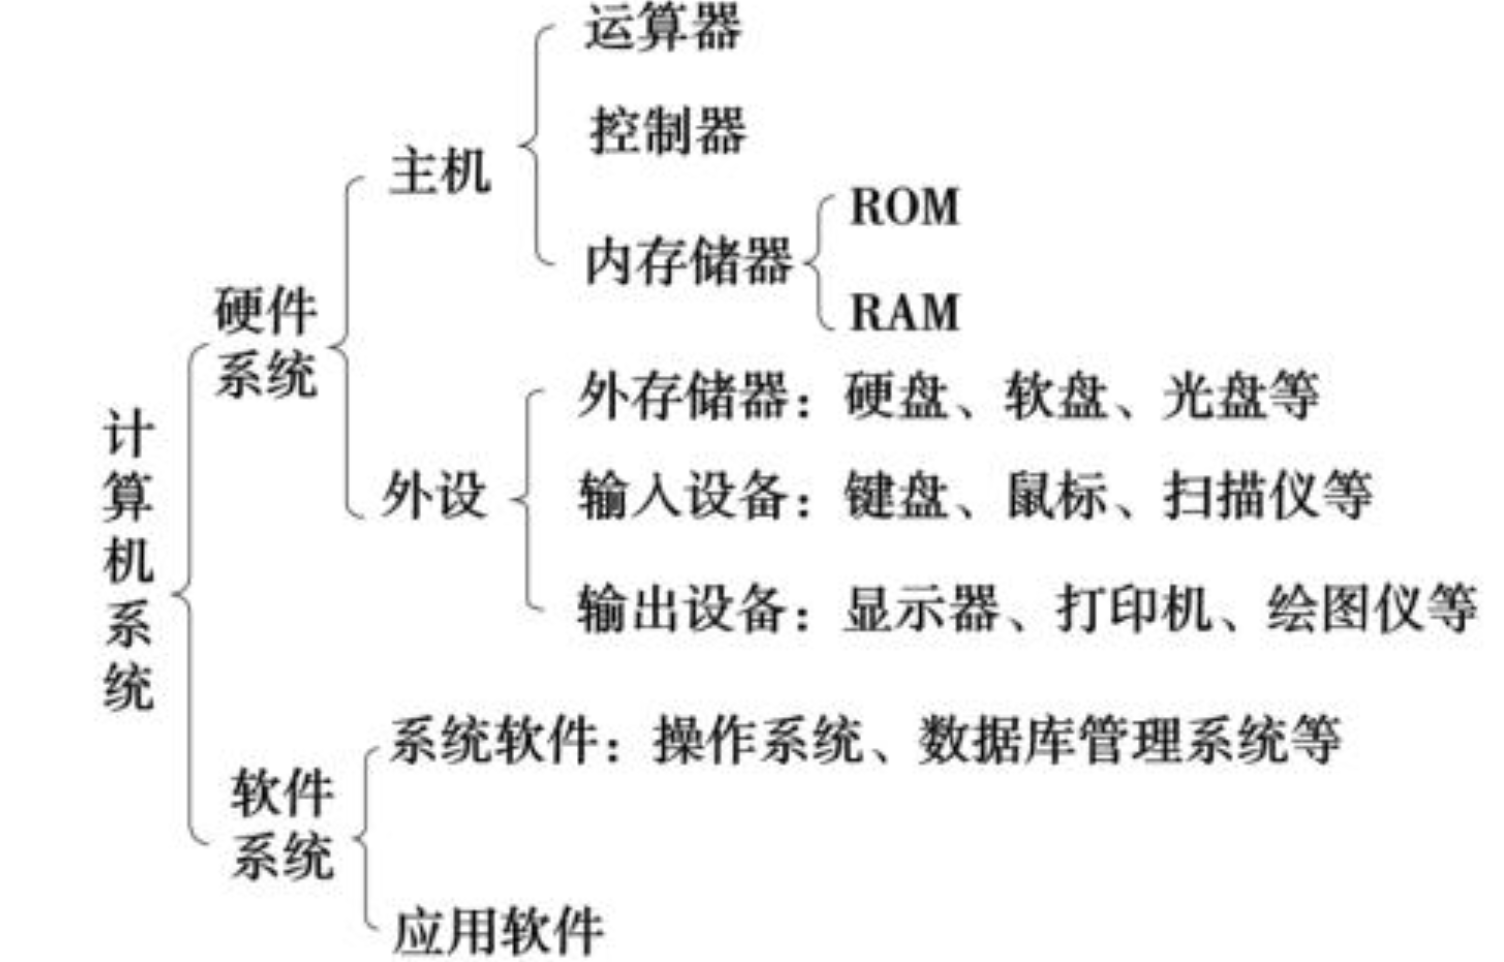 计算机系统
硬件
系统
主机
运算器
控制器
内存储器
ROM
RAM
外设
外存储器：硬盘、软盘、光盘等
输入设备：键盘、鼠标、扫描仪等
输出设备：显示器、打印机、绘图仪等
软件
系统
系统软件：操作系统、数据库管理系统等
应用软件